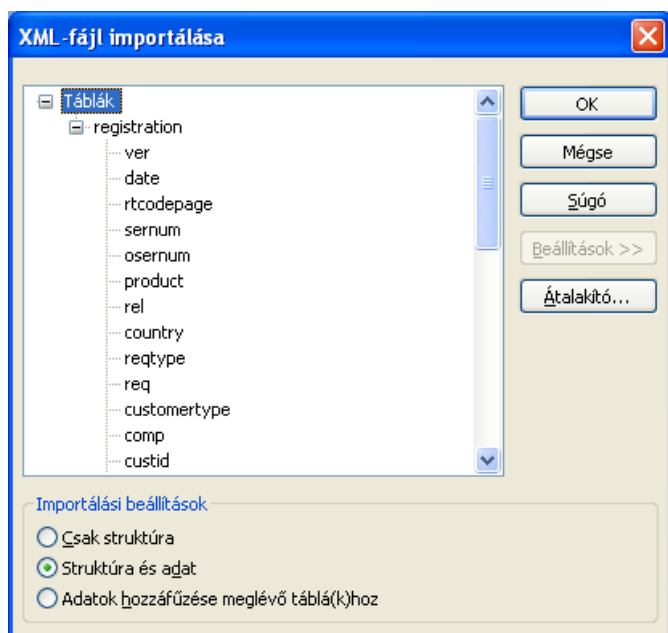 XML-fájl importálása
Táblák
registration
ver
date
rtcodepage
sernum
osernum
product
rel
country
reqtype
req
customertype
comp
custid
OK
Mégse
Súgó
Beállítások >>
Átalakító...
Importálási beállítások
Csak struktúra
Struktúra és adat
Adatok hozzáfűzése meglévő táblá(k)hoz